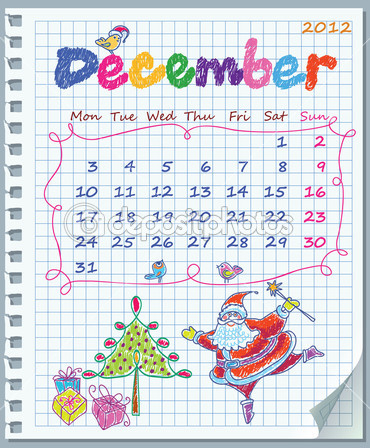 2012
December
Mon Tue Wed Thu Fri Sat Sun
1 2
3 4 5 6 7 8 9
10 11 12 13 14 15 16
17 18 19 20 21 22 23
depositphotos
24 25 26 27 28 29 30
31